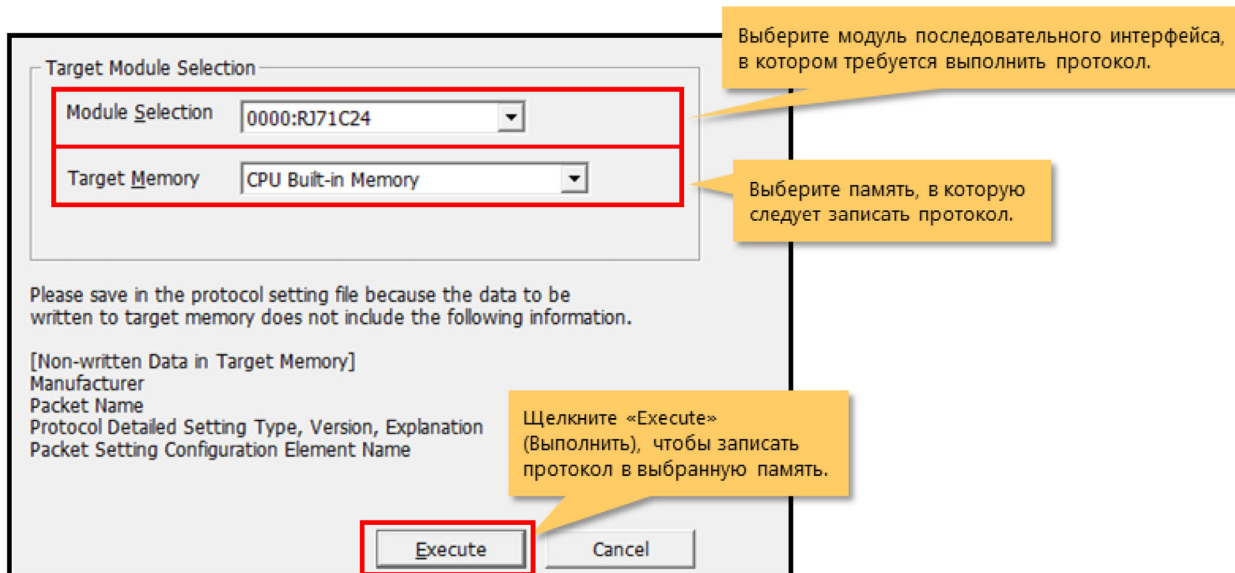 Выберите модуль последовательного интерфейса,
в котором требуется выполнить протокол.
Target Module Selection
Module Selection
0000:RJ71C24
Target Memory
CPU Built-in Memory
Выберите память, в которую
следует записать протокол.
Please save in the protocol setting file because the data to be
written to target memory does not include the following information.
[Non-written Data in Target Memory]
Manufacturer
Packet Name
Protocol Detailed Setting Type, Version, Explanation
Packet Setting Configuration Element Name
Щелкните «Execute»
(Выполнить), чтобы записать
протокол в выбранную память.
Execute
Cancel